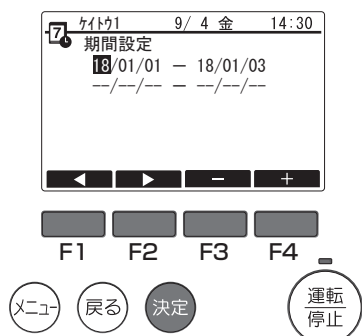 7 ケイトウ1 9/ 4 金 14:30
期間設定
18/01/01 － 18/01/03
--/--/-- － --/--/--
◀ ▶ － ＋
F1 F2 F3 F4
メニュー 戻る 決定 運転
停止